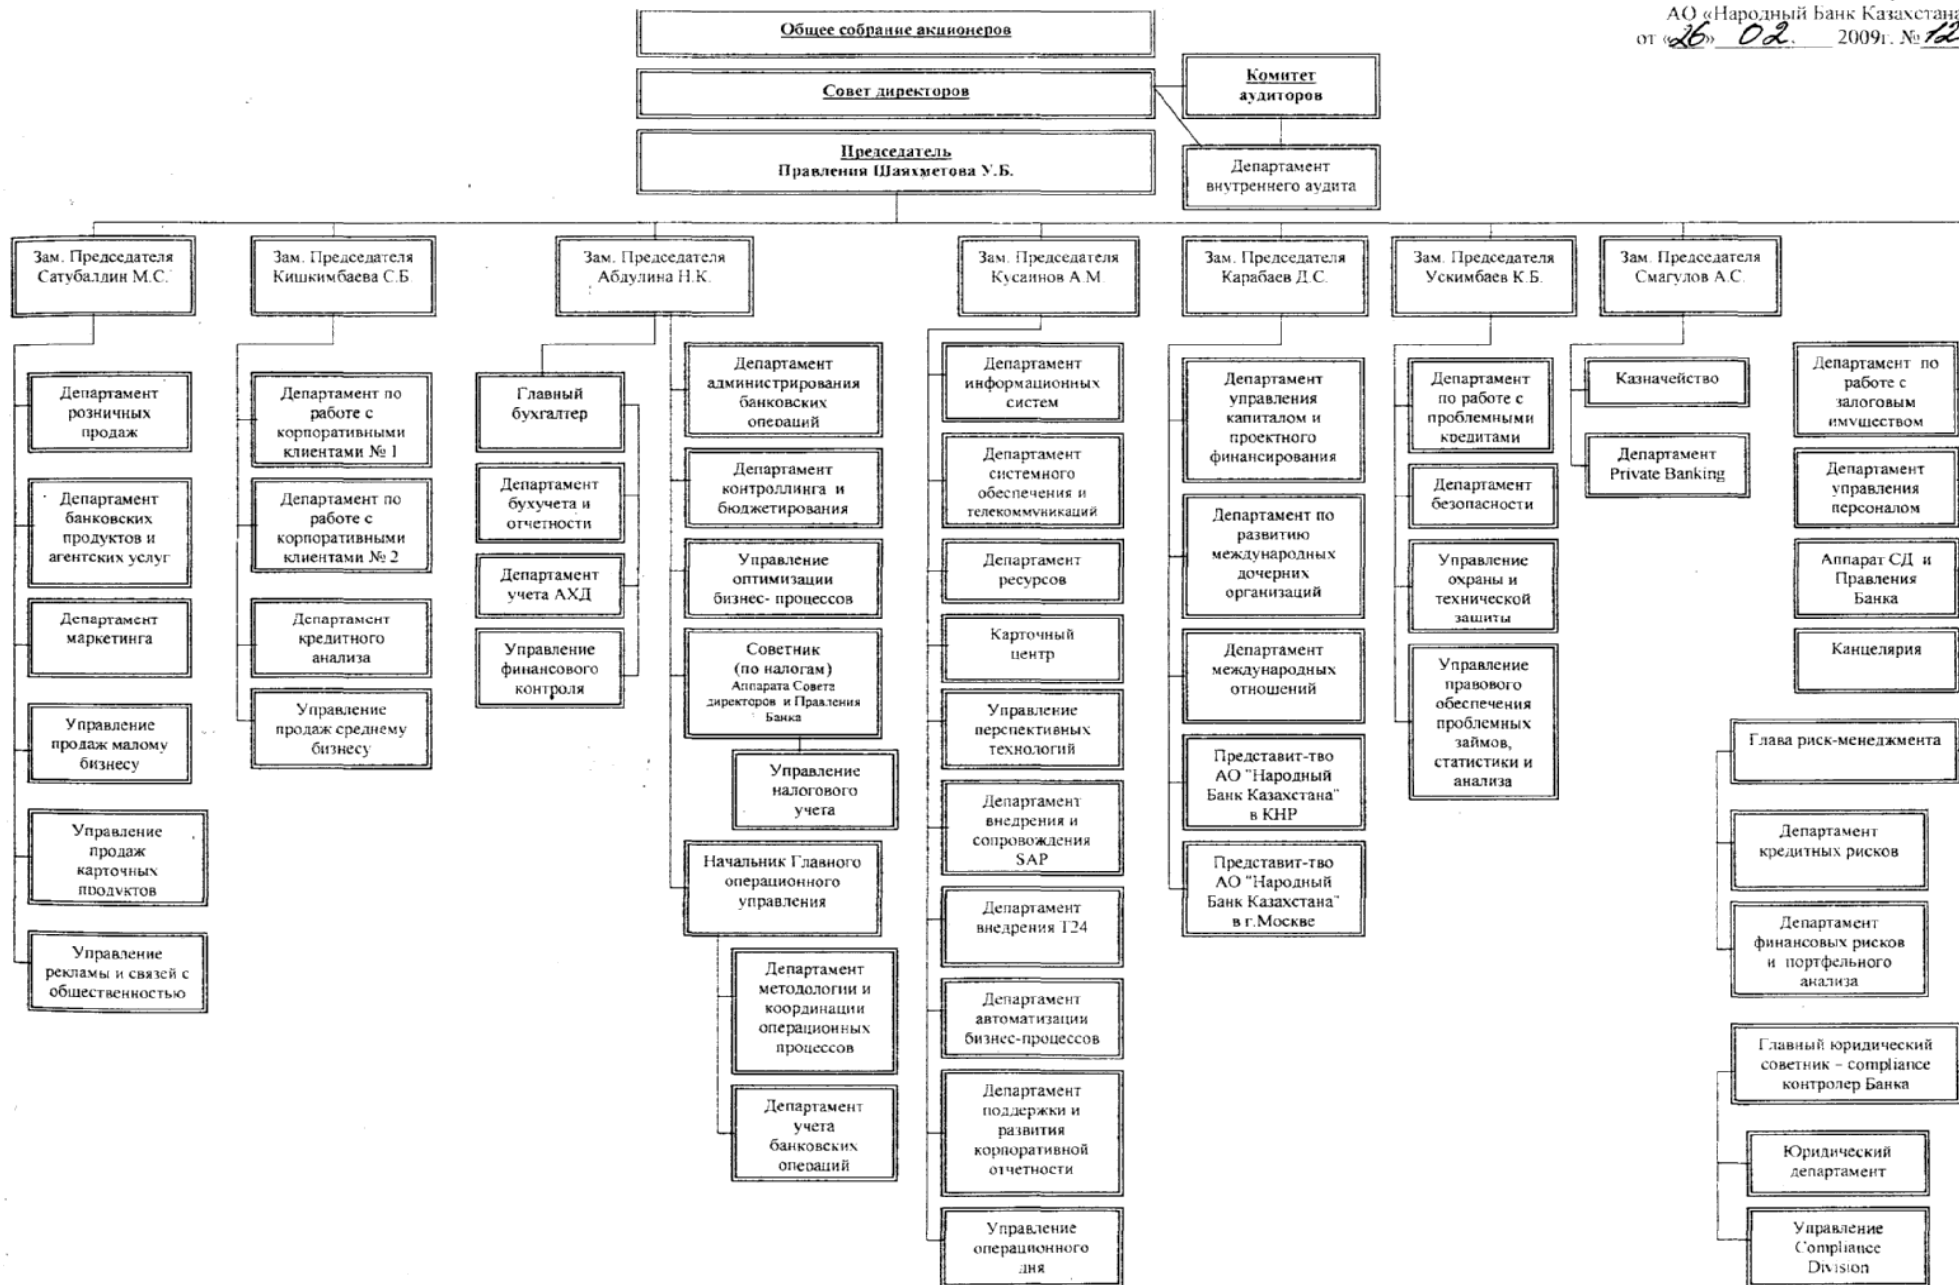 АО «Народный Банк Казахстана
от «26» 02. 2009г. № 12
Общее собрание акционеров
Совет директоров
Комитет
аудиторов
Председатель
Правления Шаяхметова У.Б.
Департамент
внутреннего аудита
Зам. Председателя
Сатубалдин М.С.
Зам. Председателя
Кишкимбаева С.Б
Зам. Председателя
Абдулина Н.К.
Зам. Председателя
Кусаинов А.М
Зам. Председателя
Карабаев Д.С.
Зам. Председателя
Ускимбаев К.Б.
Зам. Председателя
Смагулов А.С.
Департамент
розничных
продаж
Департамент
банковских
продуктов и
агентских услуг
Департамент
маркетинга
Управление
продаж малому
бизнесу
Управление
продаж
карточных
продуктов
Управление
рекламы и связей с
общественностью
Департамент по
работе с
корпоративными
клиентами № 1
Департамент по
работе с
корпоративными
клиентами № 2
Департамент
кредитного
анализа
Управление
продаж среднему
бизнесу
Главный
бухгалтер
Департамент
бухучета и
отчетности
Департамент
учета АХД
Управление
финансового
контроля
Департамент
администрирования
банковских
операций
Департамент
контроллинга и
бюджетирования
Управление
оптимизации
бизнес- процессов
Советник
(по налогам)
Аппарата Совета
директоров и Правления
Банка
Управление
налогового
учета
Начальник Главного
операционного
управления
Департамент
методологии и
координации
операционных
процессов
Департамент
учета
банковских
операций
Департамент
информационных
систем
Департамент
системного
обеспечения и
телекоммуникаций
Департамент
ресурсов
Карточный
центр
Управление
перспективных
технологий
Департамент
внедрения и
сопровождения
SAP
Департамент
внедрения Т24
Департамент
автоматизации
бизнес-процессов
Департамент
поддержки и
развития
корпоративной
отчетности
Управление
операционного
дня
Департамент
управления
капиталом и
проектного
финансирования
Департамент по
развитию
международных
дочерних
организаций
Департамент
международных
отношений
Представит-тво
АО "Народный
Банк Казахстана"
в КНР
Представит-тво
АО "Народный
Банк Казахстана"
в г.Москве
Департамент
по работе с
проблемными
кредитами
Департамент
безопасности
Управление
охраны и
технической
защиты
Управление
правового
обеспечения
проблемных
займов,
статистики и
анализа
Казначейство
Департамент
Private Banking
Департамент по
работе с
залоговым
имуществом
Департамент
управления
персоналом
Аппарат СД и
Правления
Банка
Канцелярия
Глава риск-менеджмента
Департамент
кредитных рисков
Департамент
финансовых рисков
и портфельного
анализа
Главный юридический
советник – compliance
контролер Банка
Юридический
департамент
Управление
Compliance
Division